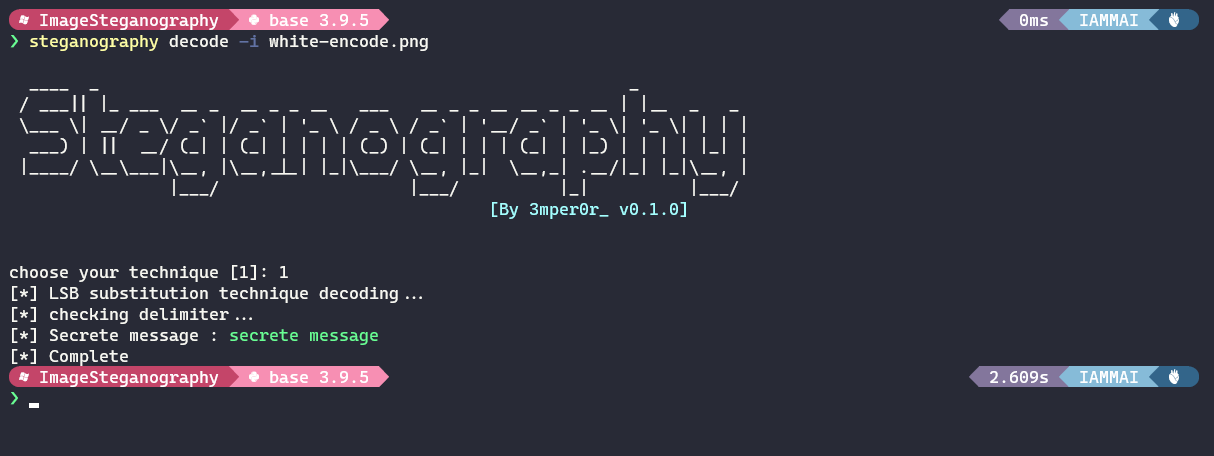 ImageSteganography base 3.9.5 0ms IAMMAI
❯ steganography decode -i white-encode.png
Steganography
[By 3mper0r_ v0.1.0]
choose your technique [1]: 1
[*] LSB substitution technique decoding...
[*] checking delimiter...
[*] Secrete message : secrete message
[*] Complete
ImageSteganography base 3.9.5 2.609s IAMMAI
❯